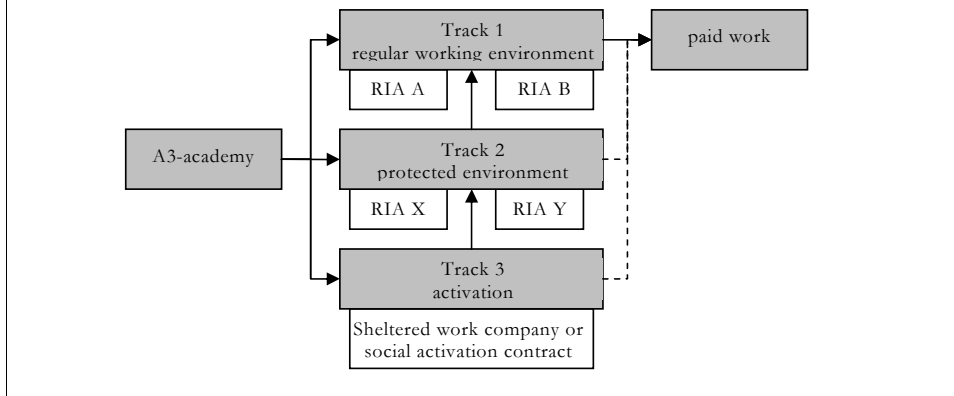 Track 1
regular working environment
paid work
RIA A
RIA B
A3-academy
Track 2
protected environment
RIA X
RIA Y
Track 3
activation
Sheltered work company or
social activation contract